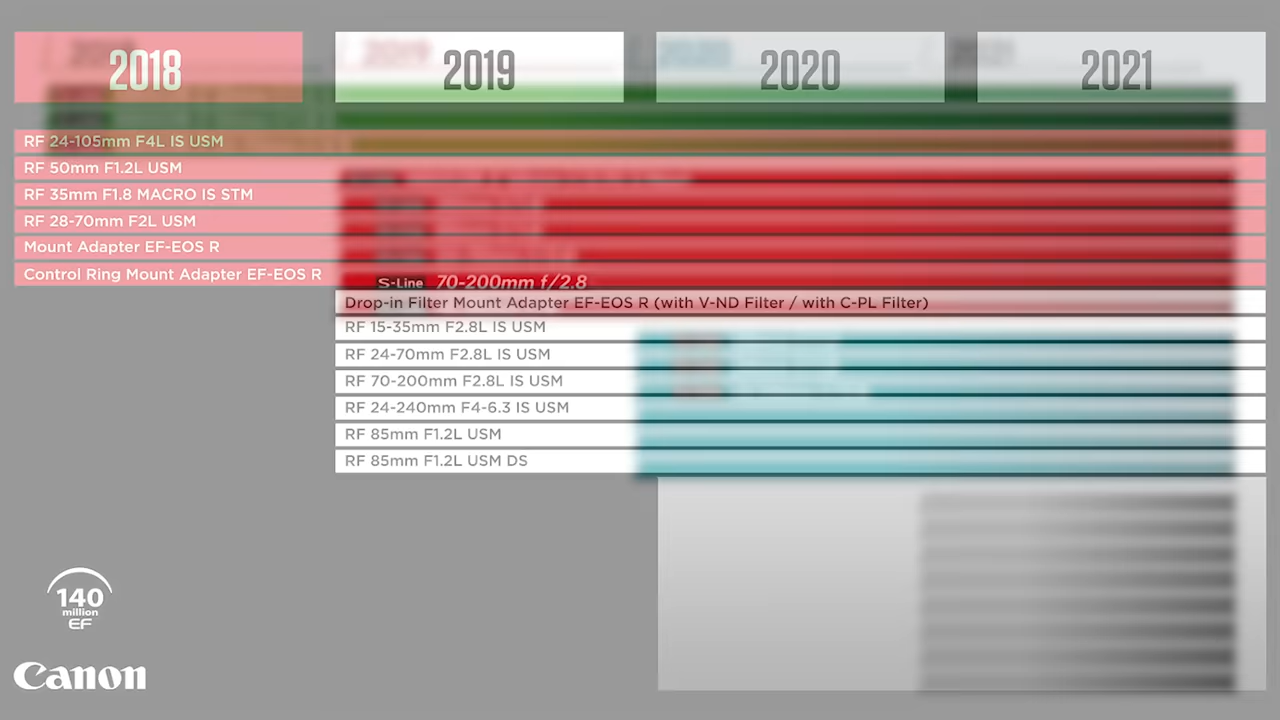 2018
2019
2020
2021
RF 24-105mm F4L IS USM
RF 50mm F1.2L USM
RF 35mm F1.8 MACRO IS STM
RF 28-70mm F2L USM
Mount Adapter EF-EOS R
Control Ring Mount Adapter EF-EOS R
S-Line 70-200mm f/2.8
Drop-in Filter Mount Adapter EF-EOS R (with V-ND Filter / with C-PL Filter)
RF 15-35mm F2.8L IS USM
RF 24-70mm F2.8L IS USM
RF 70-200mm F2.8L IS USM
RF 24-240mm F4-6.3 IS USM
RF 85mm F1.2L USM
RF 85mm F1.2L USM DS
140
million
EF
Canon